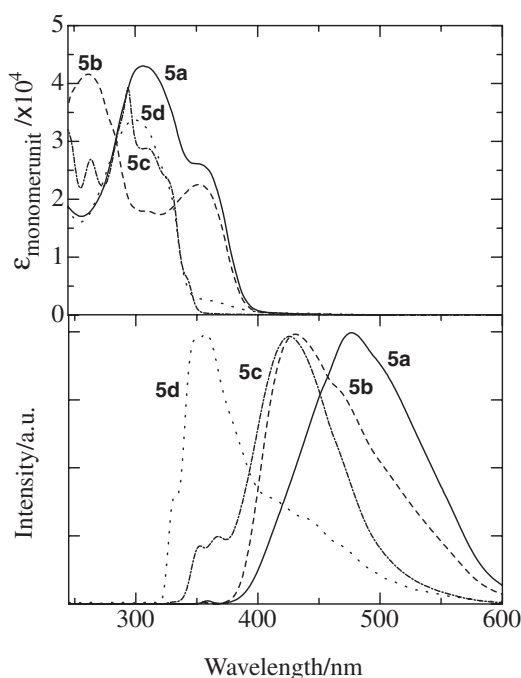 5
4
3
2
1
0
ε monomerunit /x10⁴
5b
5a
5d
5c
Intensity/a.u.
5d
5c
5b
5a
300
400
500
600
Wavelength/nm